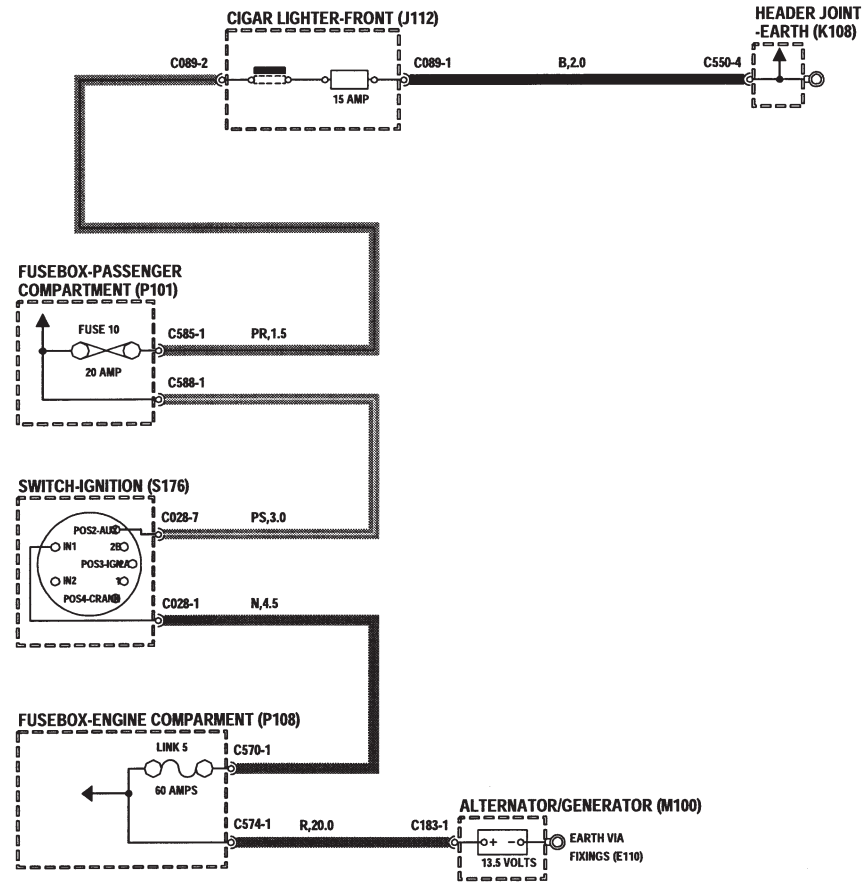 CIGAR LIGHTER-FRONT (J112)
HEADER JOINT
-EARTH (K108)
C089-2
C089-1
B,2.0
C550-4
15 AMP
FUSEBOX-PASSENGER
COMPARTMENT (P101)
FUSE 10
C585-1
PR,1.5
20 AMP
C588-1
SWITCH-IGNITION (S176)
C028-7
PS,3.0
POS2-AUX
IN1
2B
POS3-IGN
IN2
1
POS4-CRANK
C028-1
N,4.5
FUSEBOX-ENGINE COMPARMENT (P108)
LINK 5
C570-1
60 AMPS
C574-1
R,20.0
C183-1
ALTERNATOR/GENERATOR (M100)
+ -
13.5 VOLTS
EARTH VIA
FIXINGS (E110)